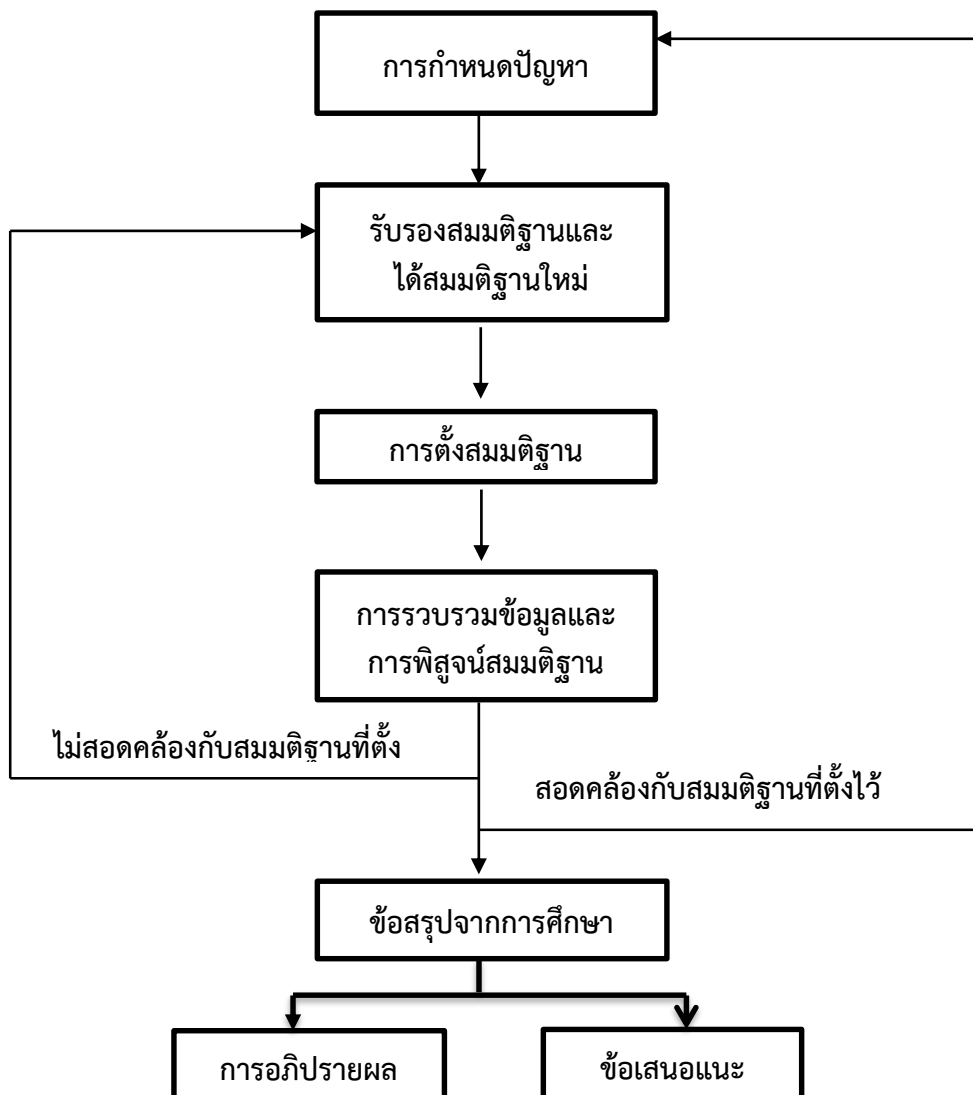 การกำหนดปัญหา
รับรองสมมติฐานและ
ได้สมมติฐานใหม่
การตั้งสมมติฐาน
การรวบรวมข้อมูลและ
การพิสูจน์สมมติฐาน
ไม่สอดคล้องกับสมมติฐานที่ตั้ง
สอดคล้องกับสมมติฐานที่ตั้งไว้
ข้อสรุปจากการศึกษา
การอภิปรายผล
ข้อเสนอแนะ